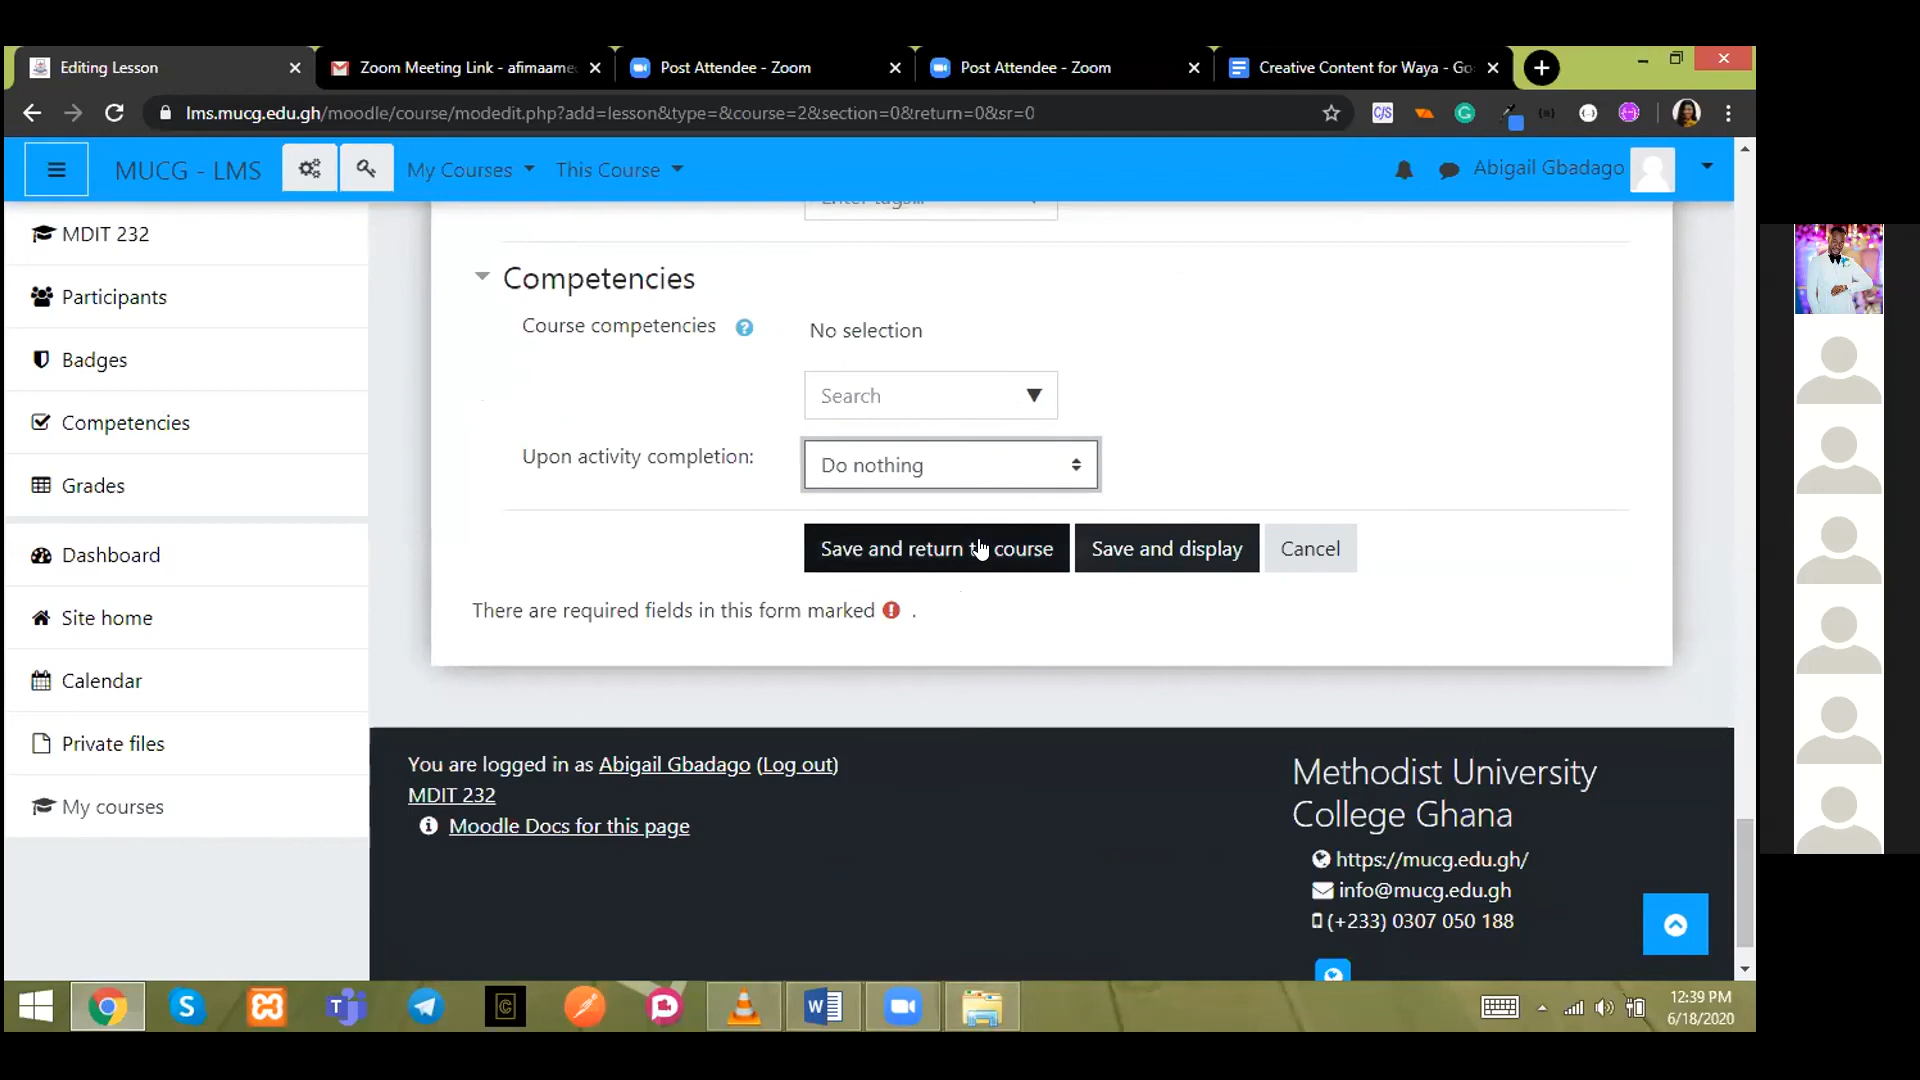 Editing Lesson
Zoom Meeting Link - afimaame
Post Attendee - Zoom
Post Attendee - Zoom
Creative Content for Waya - Go
lms.mucg.edu.gh/moodle/course/modedit.php?add=lesson&type=&course=2&section=0&return=0&sr=0
MUCG - LMS
My Courses
This Course
Abigail Gbadago
MDIT 232
Participants
Badges
Competencies
Grades
Dashboard
Site home
Calendar
Private files
My courses
Enter tags...
Competencies
Course competencies
No selection
Search
Upon activity completion:
Do nothing
Save and return to course
Save and display
Cancel
There are required fields in this form marked .
You are logged in as Abigail Gbadago (Log out)
MDIT 232
Moodle Docs for this page
Methodist University
College Ghana
https://mucg.edu.gh/
info@mucg.edu.gh
(+233) 0307 050 188
12:39 PM
6/18/2020